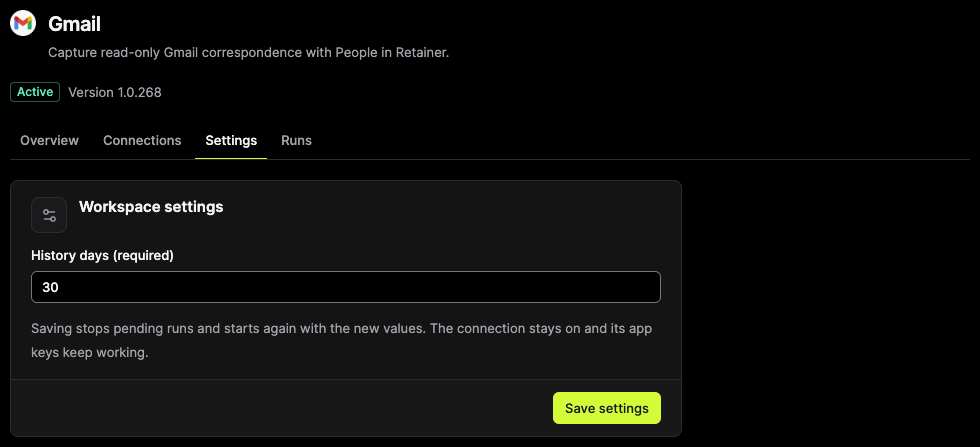 Gmail
Capture read-only Gmail correspondence with People in Retainer.
Active Version 1.0.268
Overview Connections Settings Runs
Workspace settings
History days (required)
30
Saving stops pending runs and starts again with the new values. The connection stays on and its app
keys keep working.
Save settings